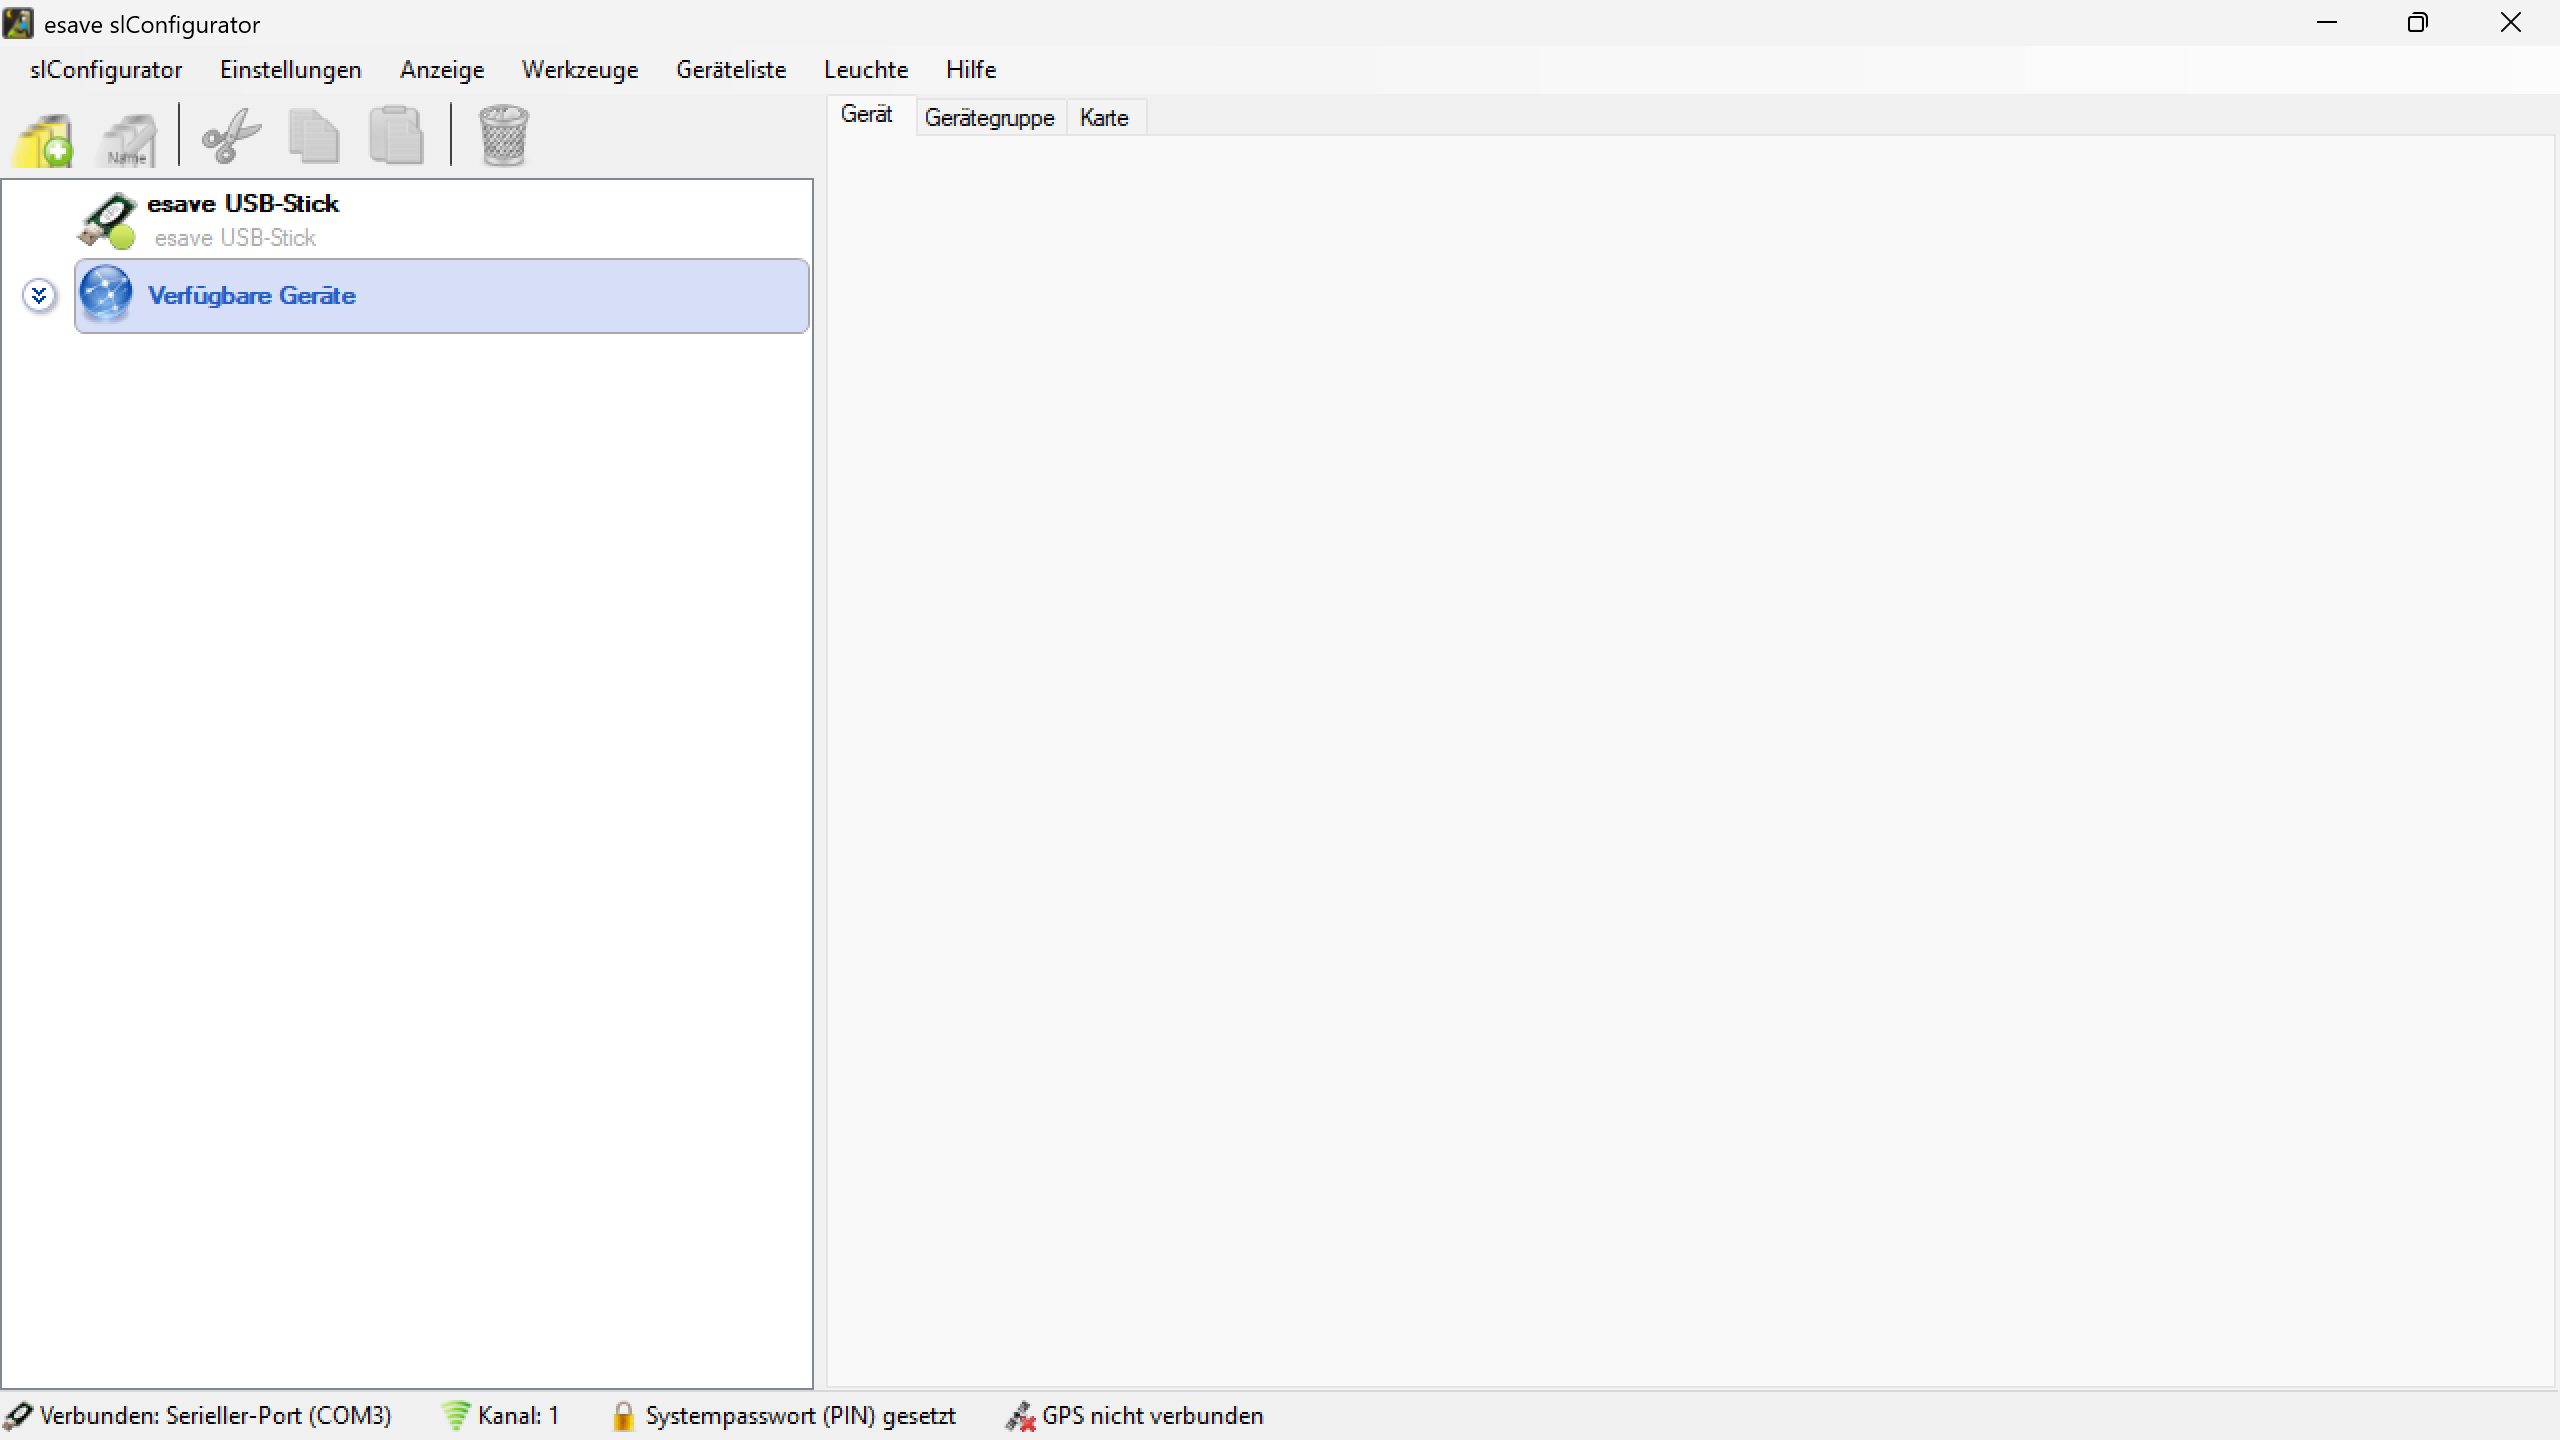 esave slConfigurator
slConfigurator Einstellungen Anzeige Werkzeuge Geräteliste Leuchte Hilfe
Name
Gerät Gerätegruppe Karte
esave USB-Stick
esave USB-Stick
Verfügbare Geräte
Verbunden: Serieller-Port (COM3) Kanal: 1 Systempasswort (PIN) gesetzt GPS nicht verbunden